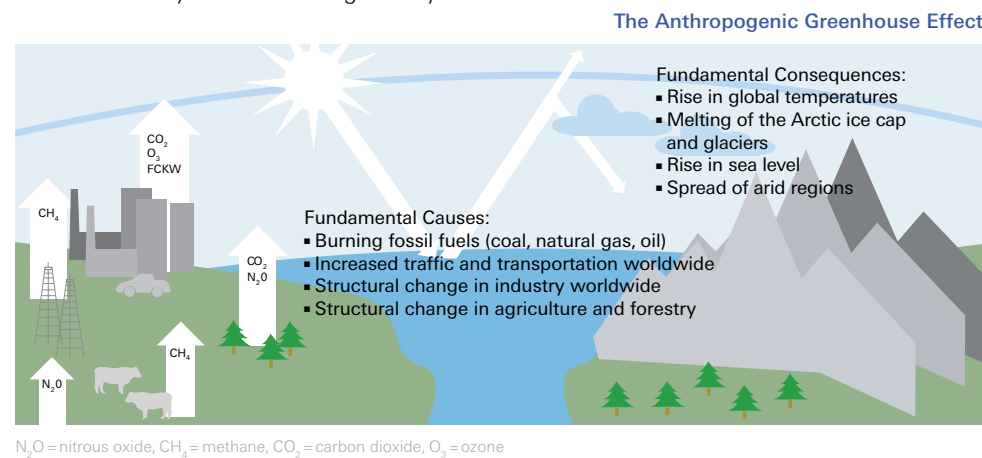 The Anthropogenic Greenhouse Effect
Fundamental Consequences:
▪ Rise in global temperatures
▪ Melting of the Arctic ice cap
and glaciers
▪ Rise in sea level
▪ Spread of arid regions
CO₂
O₃
FCKW
CH₄
Fundamental Causes:
▪ Burning fossil fuels (coal, natural gas, oil)
▪ Increased traffic and transportation worldwide
▪ Structural change in industry worldwide
▪ Structural change in agriculture and forestry
CO₂
N₂0
CH₄
N₂0
N₂O = nitrous oxide, CH₄ = methane, CO₂ = carbon dioxide, O₃ = ozone